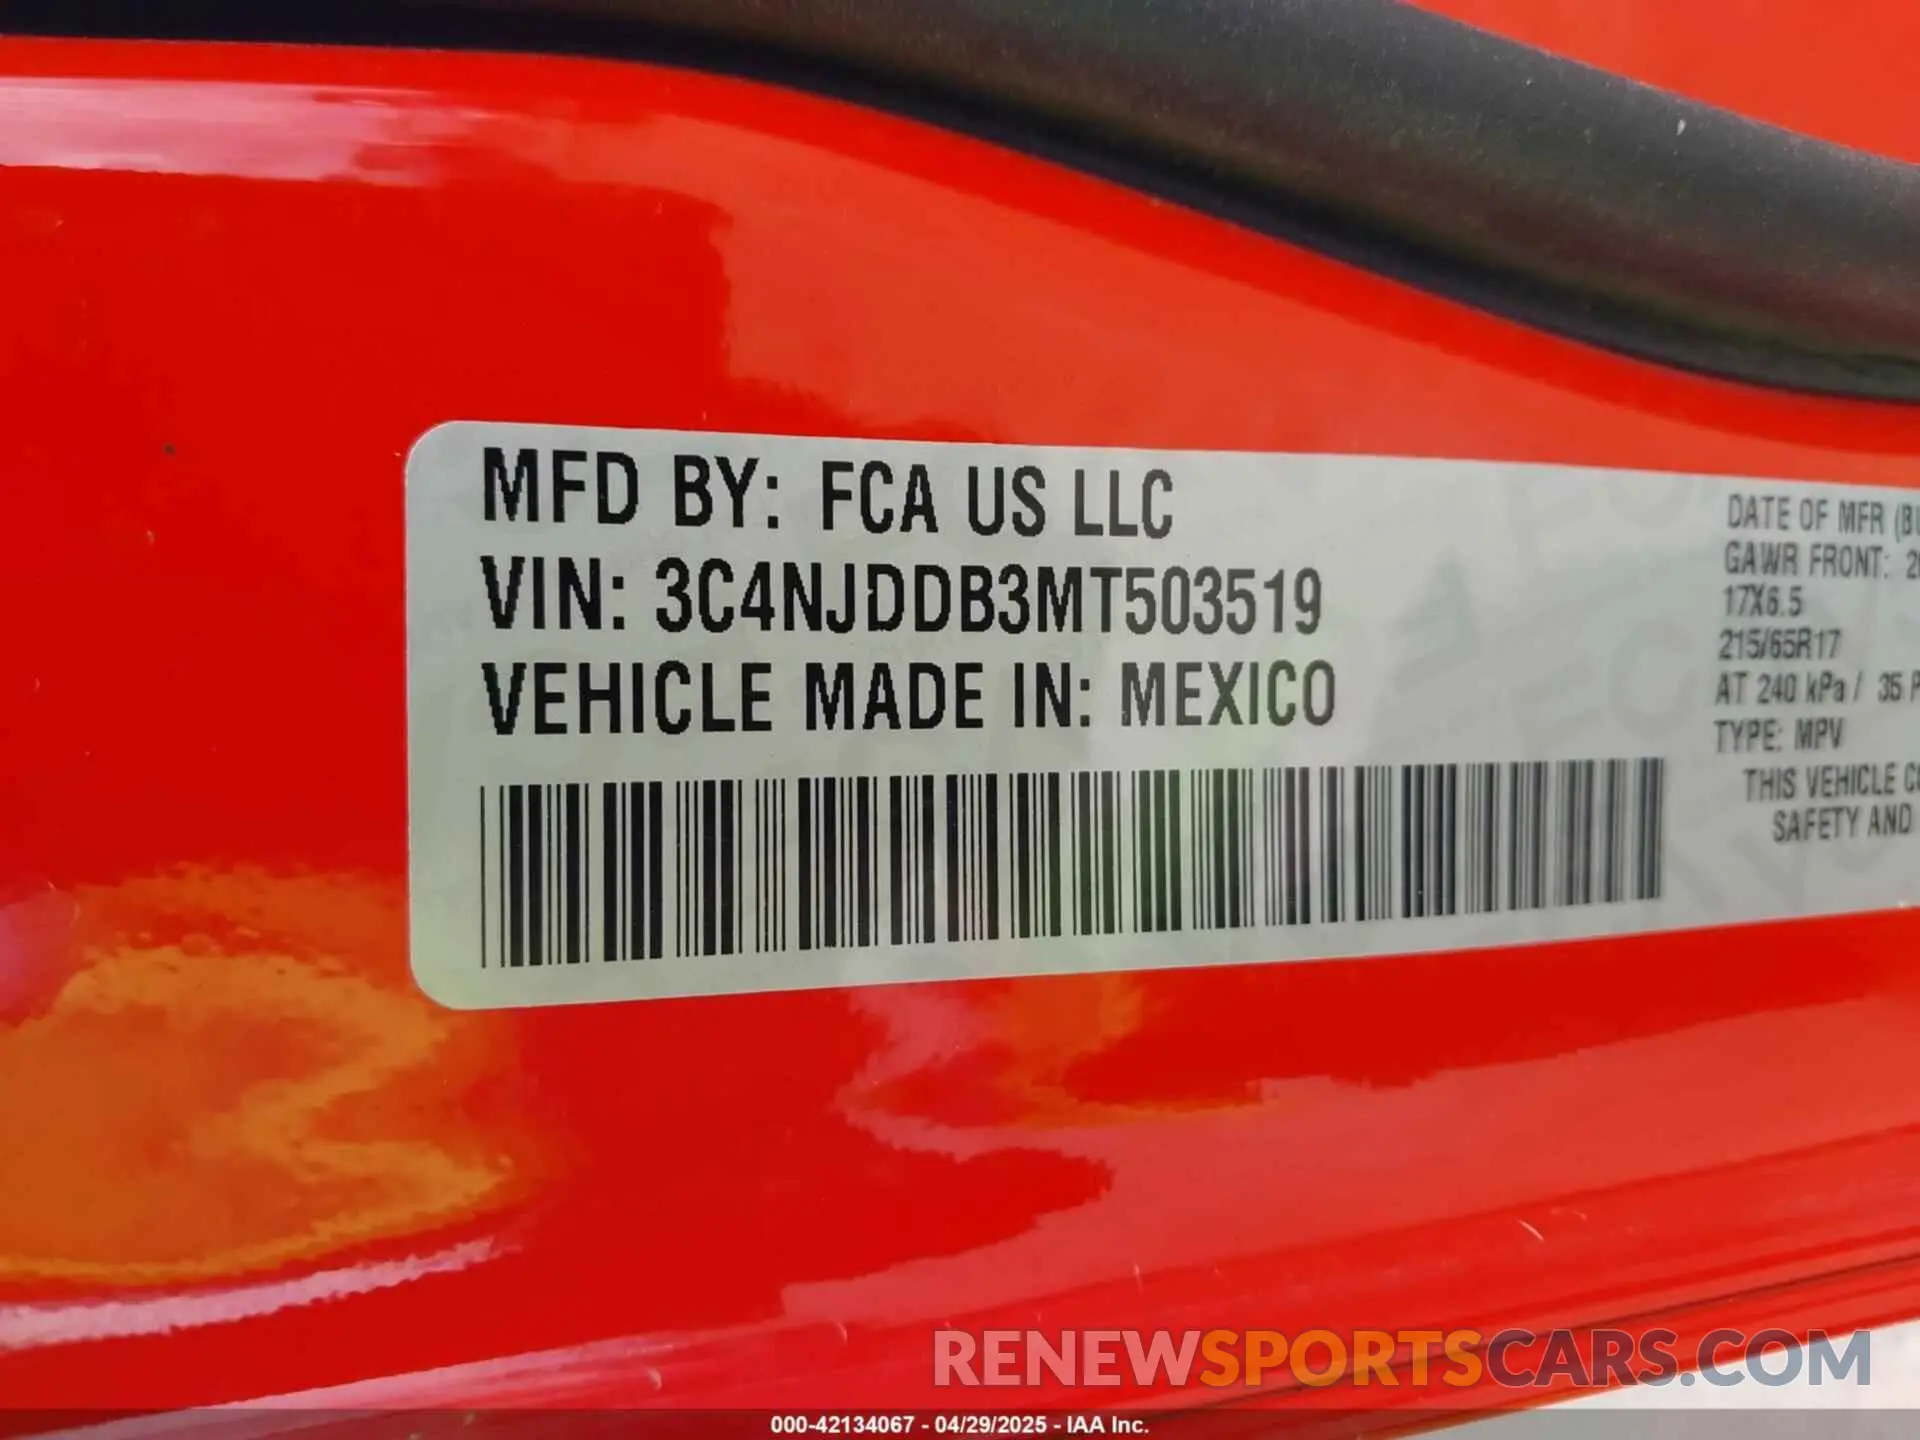 MFD BY: FCA US LLC
VIN: 3C4NJDDB3MT503519
VEHICLE MADE IN: MEXICO
DATE OF MFR
GAWR FRONT:
17X6.5
215/65R17
AT 240 kPa / 35
TYPE: MPV
THIS VEHICLE
SAFETY AND
RENEWSPORTSCARS.COM
000-42134067 - 04/29/2025 - IAA Inc.